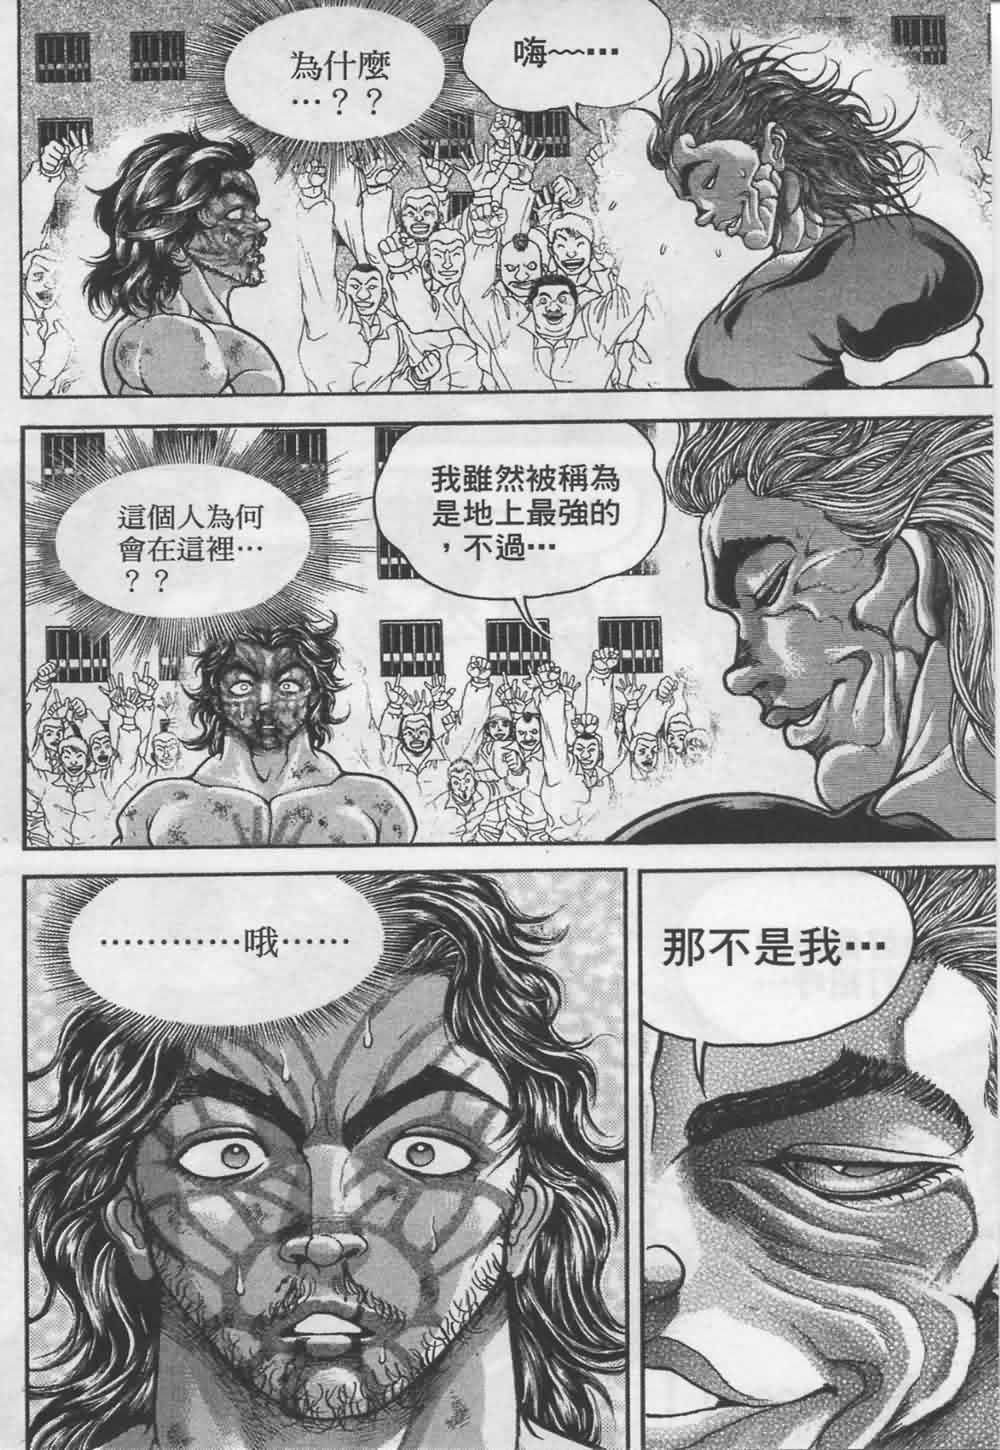 嗨~~…
為什麼
…？？
我雖然被稱為
是地上最強的
，不過…
這個人為何
會在這裡…
？？
那不是我…
…………哦……